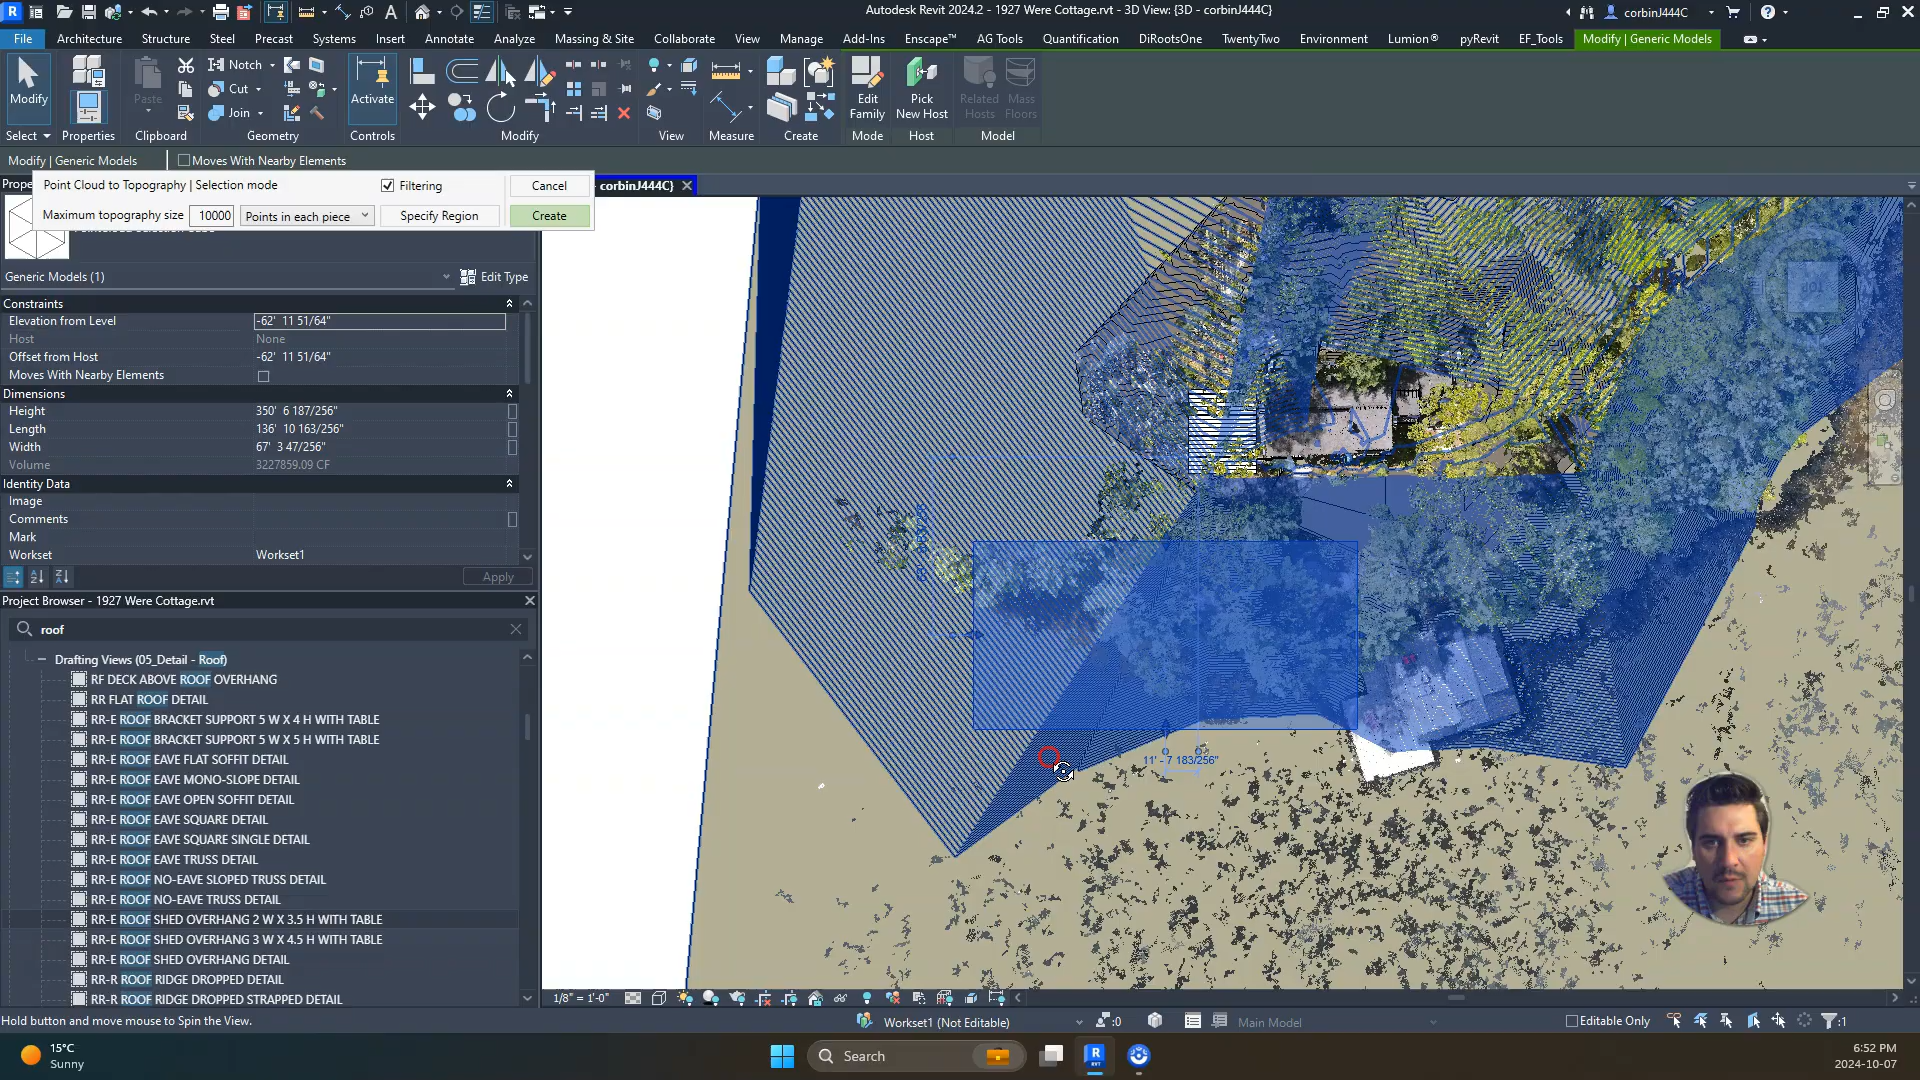 Autodesk Revit 2024.2 - 1927 Were Cottage.rvt - 3D View: {3D - corbinJ444C}
corbinJ444C
File Architecture Structure Steel Precast Systems Insert Annotate Analyze Massing & Site Collaborate View Manage Add-Ins Enscape™ AG Tools Quantification DiRootsOne TwentyTwo Environment Lumion® pyRevit EF_Tools Modify | Generic Models
Modify
Paste
Notch
Cut
Join
Activate
Edit Family
Pick New Host
Related Hosts
Mass Floors
Select Properties Clipboard Geometry Controls Modify View Measure Create Mode Host Model
Modify | Generic Models Moves With Nearby Elements
Point Cloud to Topography | Selection mode Filtering Cancel
Maximum topography size 10000 Points in each piece Specify Region Create
corbinJ444C}
Generic Models (1) Edit Type
Constraints
Elevation from Level -62' 11 51/64"
Host None
Offset from Host -62' 11 51/64"
Moves With Nearby Elements
Dimensions
Height 350' 6 187/256"
Length 136' 10 163/256"
Width 67' 3 47/256"
Volume 3227859.09 CF
Identity Data
Image
Comments
Mark
Workset Workset1
Apply
Project Browser - 1927 Were Cottage.rvt
roof
Drafting Views (05_Detail - Roof)
RF DECK ABOVE ROOF OVERHANG
RR FLAT ROOF DETAIL
RR-E ROOF BRACKET SUPPORT 5 W X 4 H WITH TABLE
RR-E ROOF BRACKET SUPPORT 5 W X 5 H WITH TABLE
RR-E ROOF EAVE FLAT SOFFIT DETAIL
RR-E ROOF EAVE MONO-SLOPE DETAIL
RR-E ROOF EAVE OPEN SOFFIT DETAIL
RR-E ROOF EAVE SQUARE DETAIL
RR-E ROOF EAVE SQUARE SINGLE DETAIL
RR-E ROOF EAVE TRUSS DETAIL
RR-E ROOF NO-EAVE SLOPED TRUSS DETAIL
RR-E ROOF NO-EAVE TRUSS DETAIL
RR-E ROOF SHED OVERHANG 2 W X 3.5 H WITH TABLE
RR-E ROOF SHED OVERHANG 3 W X 4.5 H WITH TABLE
RR-E ROOF SHED OVERHANG DETAIL
RR-R ROOF RIDGE DROPPED DETAIL
RR-R ROOF RIDGE DROPPED STRAPPED DETAIL
11' - 7 183/256"
1/8" = 1'-0"
Hold button and move mouse to Spin the View.
Workset1 (Not Editable) :0 Main Model Editable Only :1
15°C
Sunny
Search
6:52 PM
2024-10-07